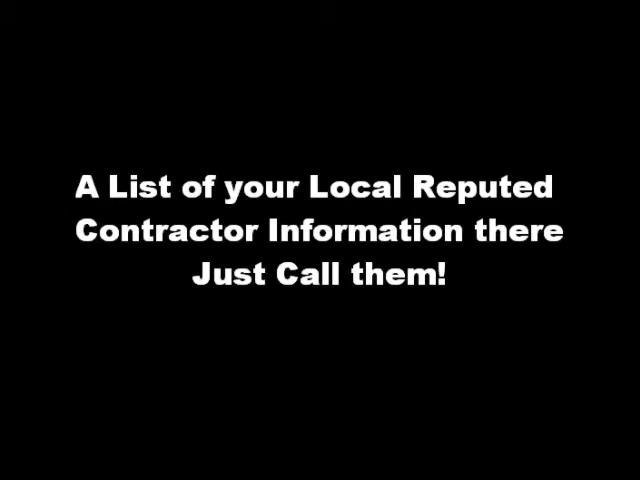 A List of your Local Reputed
Contractor Information there
Just Call them!